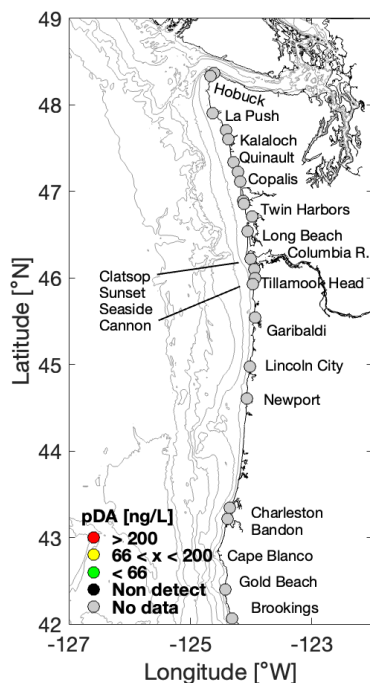 49
48
47
46
45
44
43
42
Latitude [°N]
Hobuck
La Push
Kalaloch
Quinault
Copalis
Twin Harbors
Long Beach
Columbia R.
Clatsop
Sunset
Seaside
Cannon
Tillamook Head
Garibaldi
Lincoln City
Newport
Charleston
Bandon
Cape Blanco
Gold Beach
Brookings
pDA [ng/L]
> 200
66 < x < 200
< 66
Non detect
No data
-127
-125
-123
Longitude [°W]